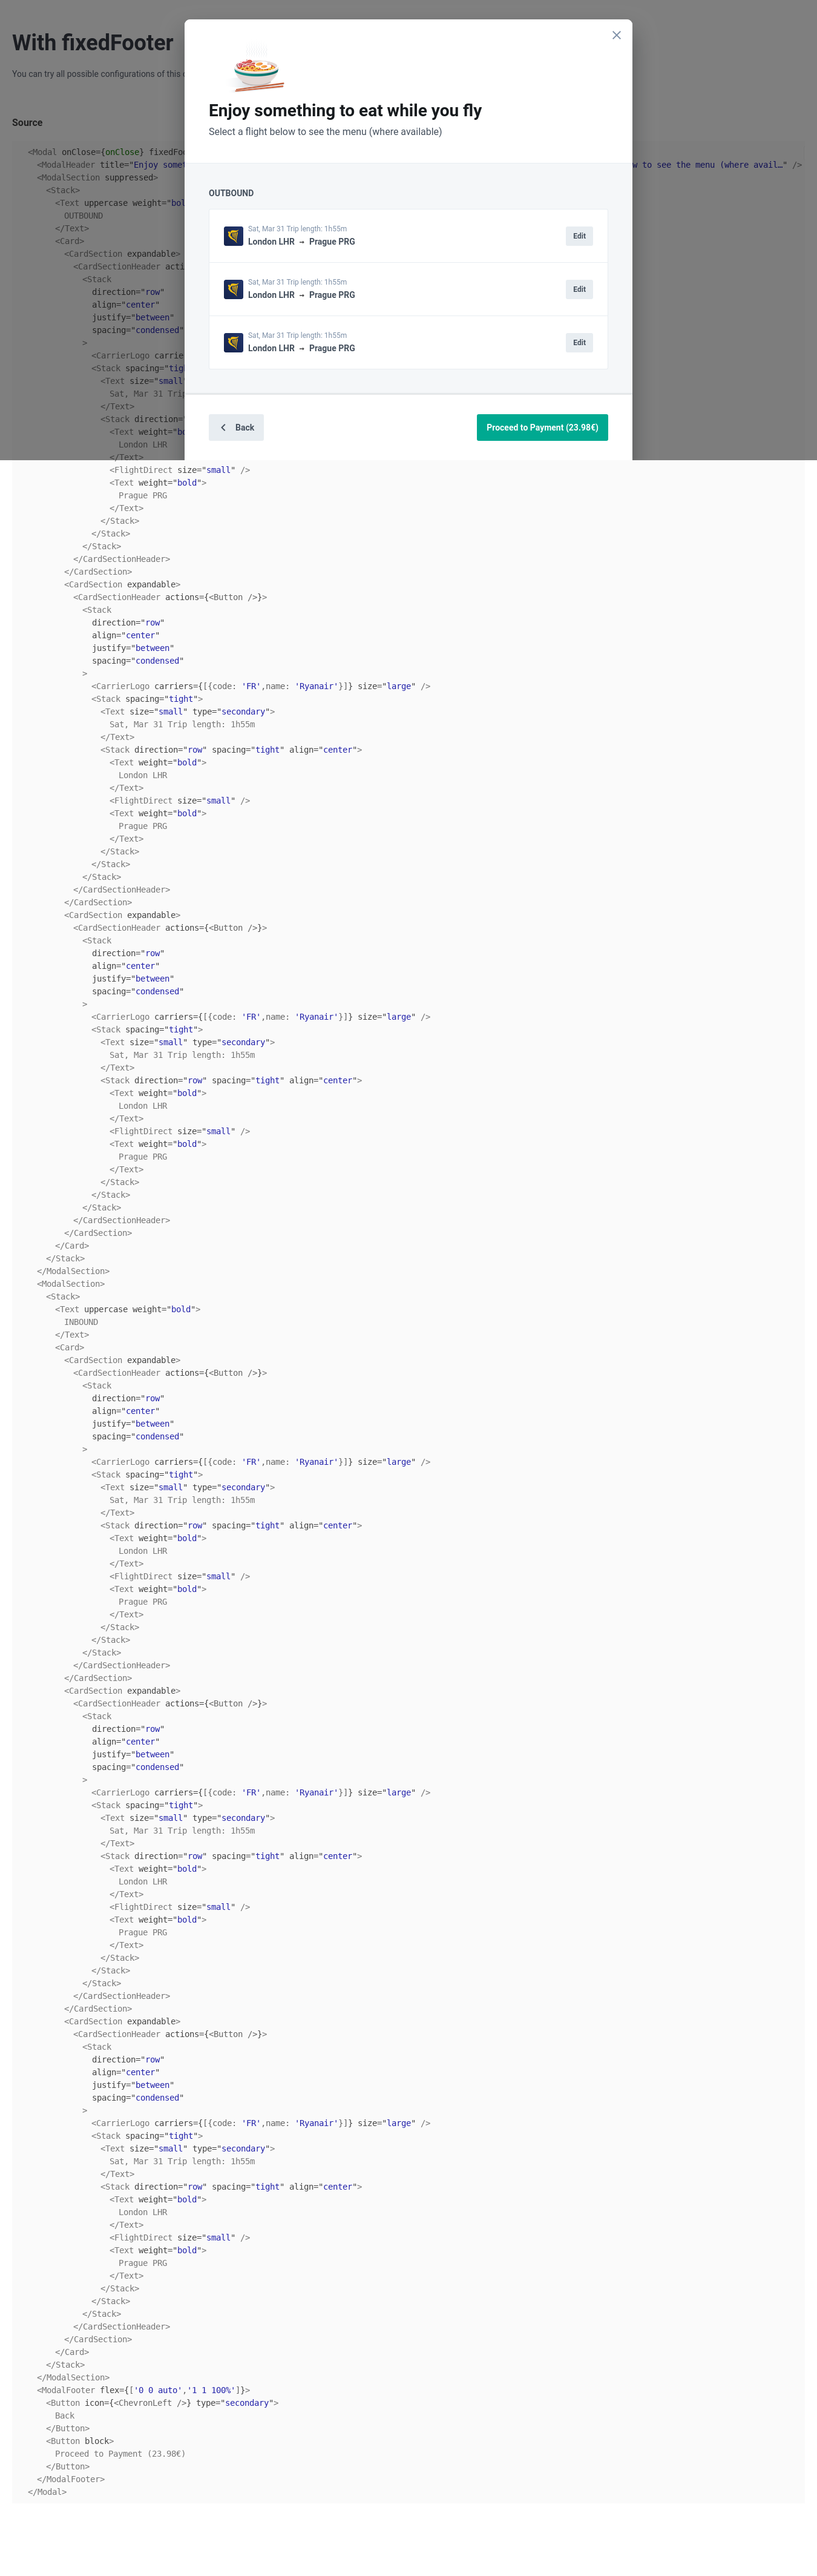 With fixedFooter
You can try all possible configurations of this
Source
<Modal onClose={onClose} fixedFoo
<ModalHeader title="Enjoy somet
w to see the menu (where avail…" />
<ModalSection suppressed>
<Stack>
<Text uppercase weight="bol
OUTBOUND
</Text>
<Card>
<CardSection expandable>
<CardSectionHeader acti
<Stack
direction="row"
align="center"
justify="between"
spacing="condensed"
>
<CarrierLogo carrie
<Stack spacing="tig
<Text size="small
Sat, Mar 31 Trip
</Text>
<Stack direction=
<Text weight="b
London LHR
</Text>
Enjoy something to eat while you fly
Select a flight below to see the menu (where available)
OUTBOUND
Sat, Mar 31 Trip length: 1h55m
London LHR → Prague PRG
Edit
Sat, Mar 31 Trip length: 1h55m
London LHR → Prague PRG
Edit
Sat, Mar 31 Trip length: 1h55m
London LHR → Prague PRG
Edit
Back
Proceed to Payment (23.98€)
<FlightDirect size="small" />
<Text weight="bold">
Prague PRG
</Text>
</Stack>
</Stack>
</Stack>
</CardSectionHeader>
</CardSection>
<CardSection expandable>
<CardSectionHeader actions={<Button />}>
<Stack
direction="row"
align="center"
justify="between"
spacing="condensed"
>
<CarrierLogo carriers={[{code: 'FR',name: 'Ryanair'}]} size="large" />
<Stack spacing="tight">
<Text size="small" type="secondary">
Sat, Mar 31 Trip length: 1h55m
</Text>
<Stack direction="row" spacing="tight" align="center">
<Text weight="bold">
London LHR
</Text>
<FlightDirect size="small" />
<Text weight="bold">
Prague PRG
</Text>
</Stack>
</Stack>
</Stack>
</CardSectionHeader>
</CardSection>
<CardSection expandable>
<CardSectionHeader actions={<Button />}>
<Stack
direction="row"
align="center"
justify="between"
spacing="condensed"
>
<CarrierLogo carriers={[{code: 'FR',name: 'Ryanair'}]} size="large" />
<Stack spacing="tight">
<Text size="small" type="secondary">
Sat, Mar 31 Trip length: 1h55m
</Text>
<Stack direction="row" spacing="tight" align="center">
<Text weight="bold">
London LHR
</Text>
<FlightDirect size="small" />
<Text weight="bold">
Prague PRG
</Text>
</Stack>
</Stack>
</Stack>
</CardSectionHeader>
</CardSection>
</Card>
</Stack>
</ModalSection>
<ModalSection>
<Stack>
<Text uppercase weight="bold">
INBOUND
</Text>
<Card>
<CardSection expandable>
<CardSectionHeader actions={<Button />}>
<Stack
direction="row"
align="center"
justify="between"
spacing="condensed"
>
<CarrierLogo carriers={[{code: 'FR',name: 'Ryanair'}]} size="large" />
<Stack spacing="tight">
<Text size="small" type="secondary">
Sat, Mar 31 Trip length: 1h55m
</Text>
<Stack direction="row" spacing="tight" align="center">
<Text weight="bold">
London LHR
</Text>
<FlightDirect size="small" />
<Text weight="bold">
Prague PRG
</Text>
</Stack>
</Stack>
</Stack>
</CardSectionHeader>
</CardSection>
<CardSection expandable>
<CardSectionHeader actions={<Button />}>
<Stack
direction="row"
align="center"
justify="between"
spacing="condensed"
>
<CarrierLogo carriers={[{code: 'FR',name: 'Ryanair'}]} size="large" />
<Stack spacing="tight">
<Text size="small" type="secondary">
Sat, Mar 31 Trip length: 1h55m
</Text>
<Stack direction="row" spacing="tight" align="center">
<Text weight="bold">
London LHR
</Text>
<FlightDirect size="small" />
<Text weight="bold">
Prague PRG
</Text>
</Stack>
</Stack>
</Stack>
</CardSectionHeader>
</CardSection>
<CardSection expandable>
<CardSectionHeader actions={<Button />}>
<Stack
direction="row"
align="center"
justify="between"
spacing="condensed"
>
<CarrierLogo carriers={[{code: 'FR',name: 'Ryanair'}]} size="large" />
<Stack spacing="tight">
<Text size="small" type="secondary">
Sat, Mar 31 Trip length: 1h55m
</Text>
<Stack direction="row" spacing="tight" align="center">
<Text weight="bold">
London LHR
</Text>
<FlightDirect size="small" />
<Text weight="bold">
Prague PRG
</Text>
</Stack>
</Stack>
</Stack>
</CardSectionHeader>
</CardSection>
</Card>
</Stack>
</ModalSection>
<ModalFooter flex={['0 0 auto','1 1 100%']}>
<Button icon={<ChevronLeft />} type="secondary">
Back
</Button>
<Button block>
Proceed to Payment (23.98€)
</Button>
</ModalFooter>
</Modal>